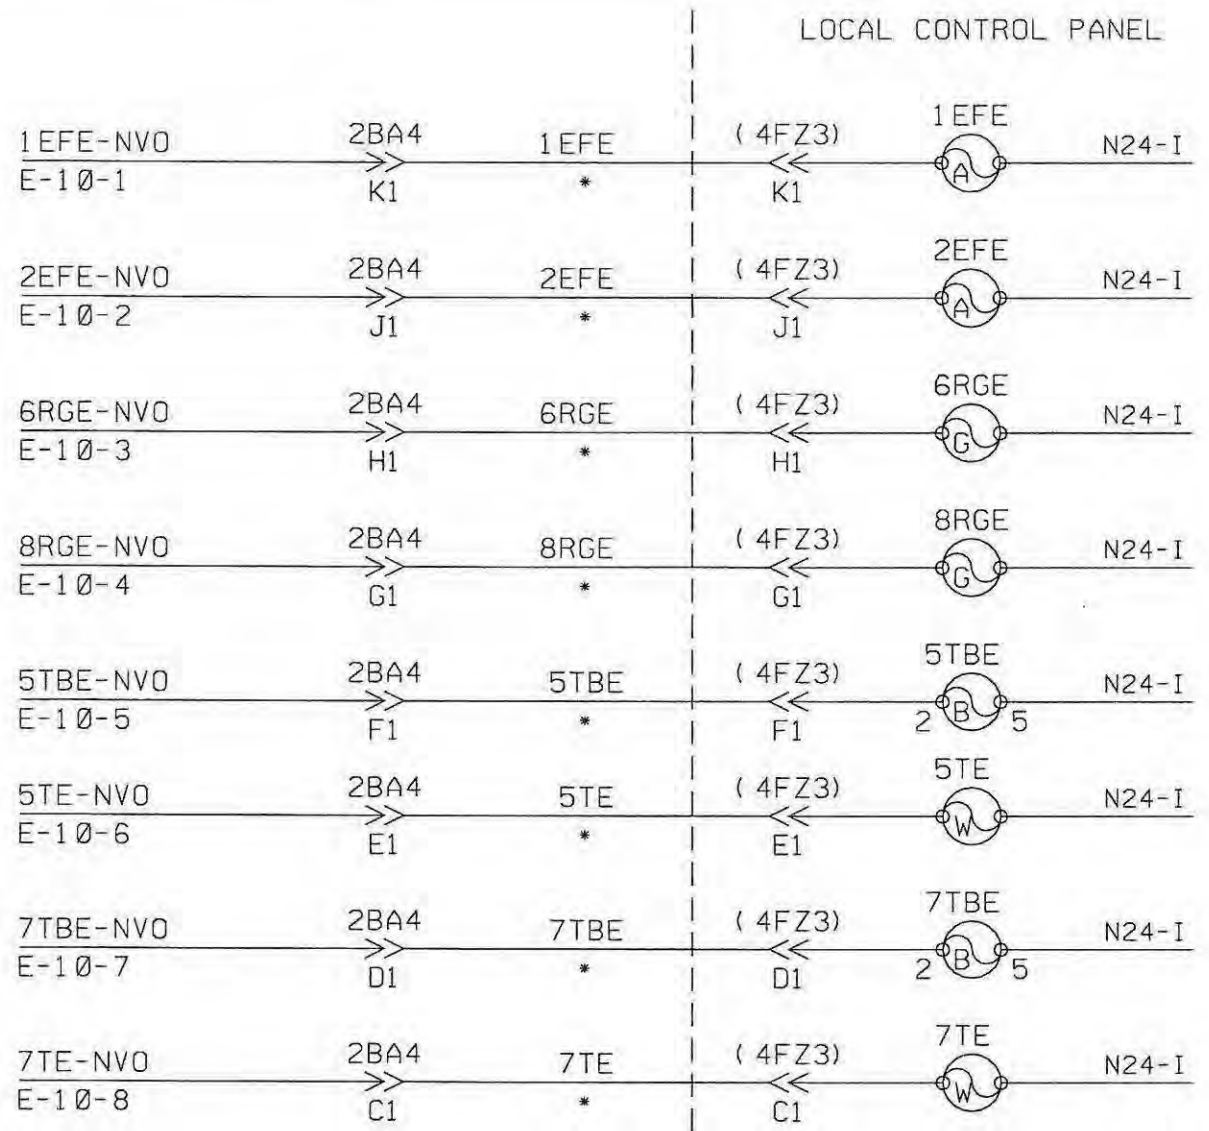 LOCAL CONTROL PANEL
1EFE-NVO 2BA4 1EFE (4FZ3) 1EFE N24-I
E-10-1 K1 * K1 A
2EFE-NVO 2BA4 2EFE (4FZ3) 2EFE N24-I
E-10-2 J1 * J1 A
6RGE-NVO 2BA4 6RGE (4FZ3) 6RGE N24-I
E-10-3 H1 * H1 G
8RGE-NVO 2BA4 8RGE (4FZ3) 8RGE N24-I
E-10-4 G1 * G1 G
5TBE-NVO 2BA4 5TBE (4FZ3) 5TBE N24-I
E-10-5 F1 * F1 2 B 5
5TE-NVO 2BA4 5TE (4FZ3) 5TE N24-I
E-10-6 E1 * E1 W
7TBE-NVO 2BA4 7TBE (4FZ3) 7TBE N24-I
E-10-7 D1 * D1 2 B 5
7TE-NVO 2BA4 7TE (4FZ3) 7TE N24-I
E-10-8 C1 * C1 W